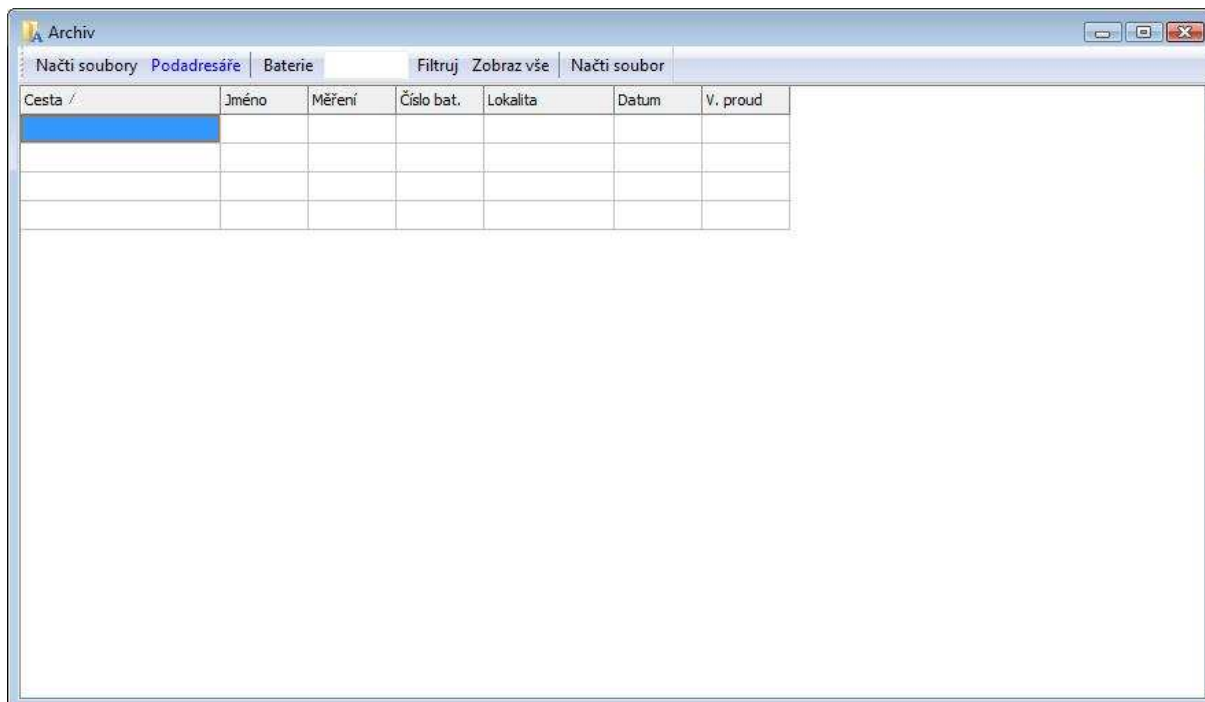 Archiv
Načti soubory Podadresáře Baterie Filtruj Zobraz vše Načti soubor
Cesta Jméno Měření Číslo bat. Lokalita Datum V. proud